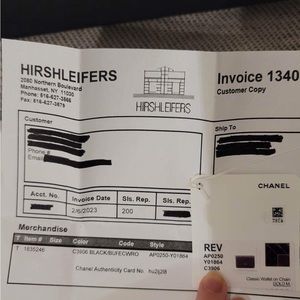 HIRSHLEIFERS
2080 Northern Boulevard
Manhasset, NY 11030
Phone: 516-627-3566
Fax: 516-627-3579
HIRSHLEIFERS
Invoice 1340
Customer Copy
Customer
Phone #
Email
Ship To
Acct. No.
Invoice Date
Sls. Rep.
Sls. Rep.
2/6/2023
200
Merchandise
T Item # Size Color Code Style
T 1835246 C3906 BLACK/BUFECWRO AP0250-Y01864
Chanel Authenticity Card No.
CHANEL
REV
AP0250
Y01864
C3906
Classic Wallet on Chain
GOLD M.